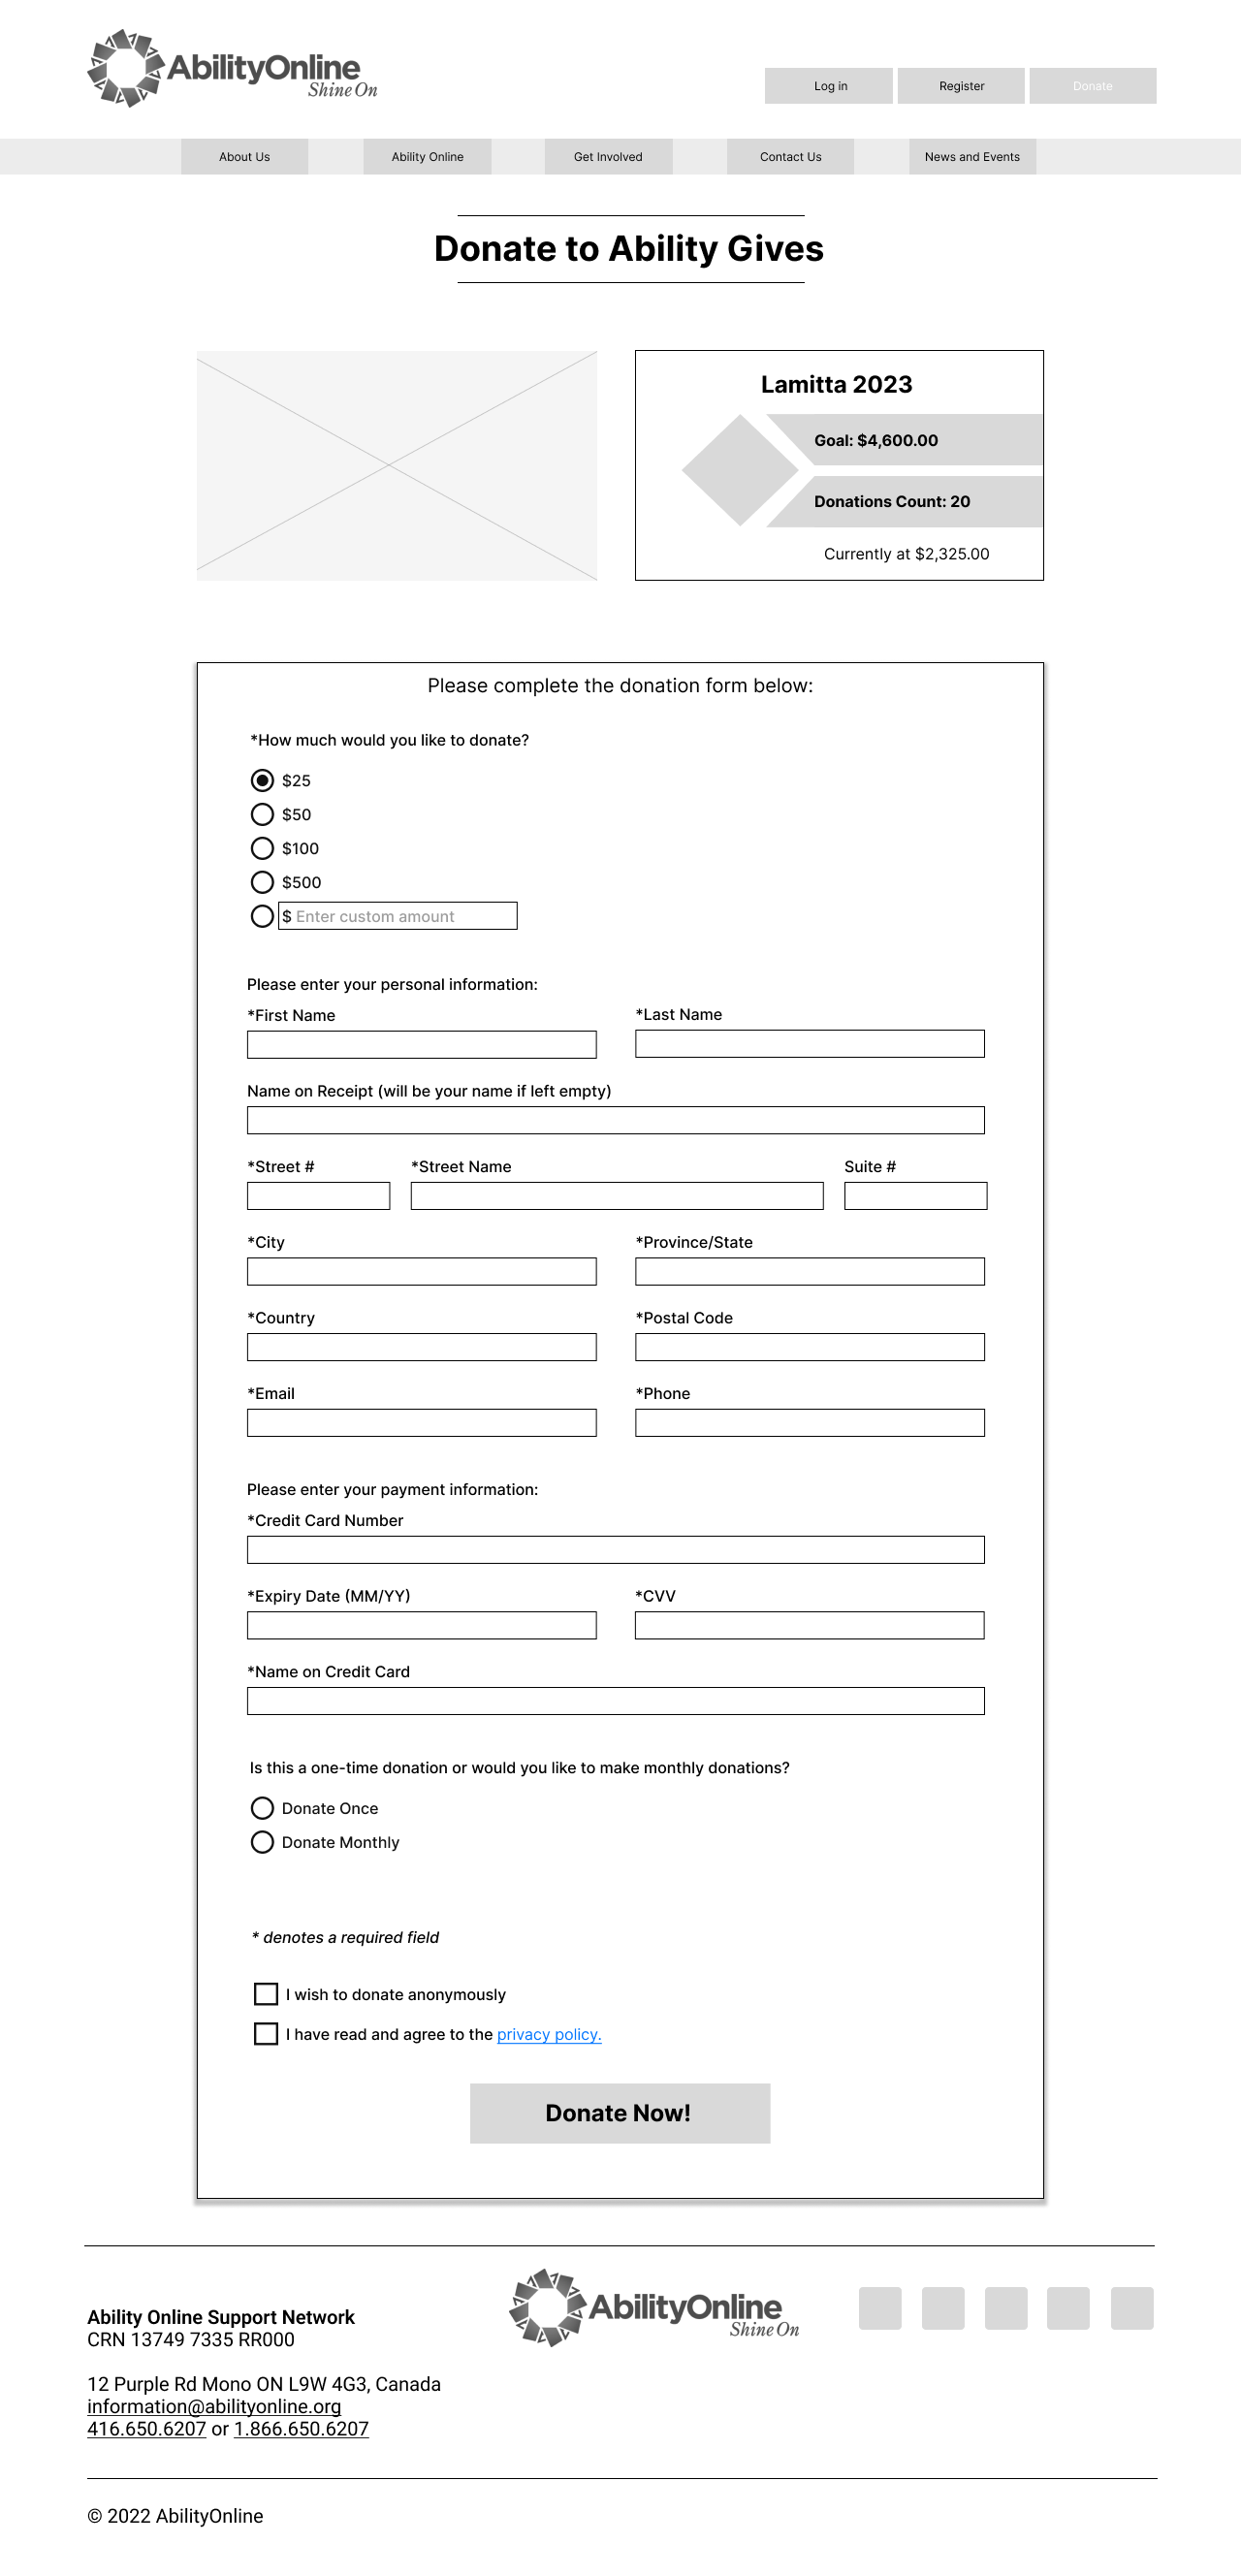 AbilityOnline
Shine On
Log in
Register
Donate
About Us
Ability Online
Get Involved
Contact Us
News and Events
Donate to Ability Gives
Lamitta 2023
Goal: $4,600.00
Donations Count: 20
Currently at $2,325.00
Please complete the donation form below:
*How much would you like to donate?
$25
$50
$100
$500
$ Enter custom amount
Please enter your personal information:
*First Name
*Last Name
Name on Receipt (will be your name if left empty)
*Street #
*Street Name
Suite #
*City
*Province/State
*Country
*Postal Code
*Email
*Phone
Please enter your payment information:
*Credit Card Number
*Expiry Date (MM/YY)
*CVV
*Name on Credit Card
Is this a one-time donation or would you like to make monthly donations?
Donate Once
Donate Monthly
* denotes a required field
I wish to donate anonymously
I have read and agree to the privacy policy.
Donate Now!
Ability Online Support Network
CRN 13749 7335 RR000
12 Purple Rd Mono ON L9W 4G3, Canada
information@abilityonline.org
416.650.6207 or 1.866.650.6207
AbilityOnline
Shine On
© 2022 AbilityOnline